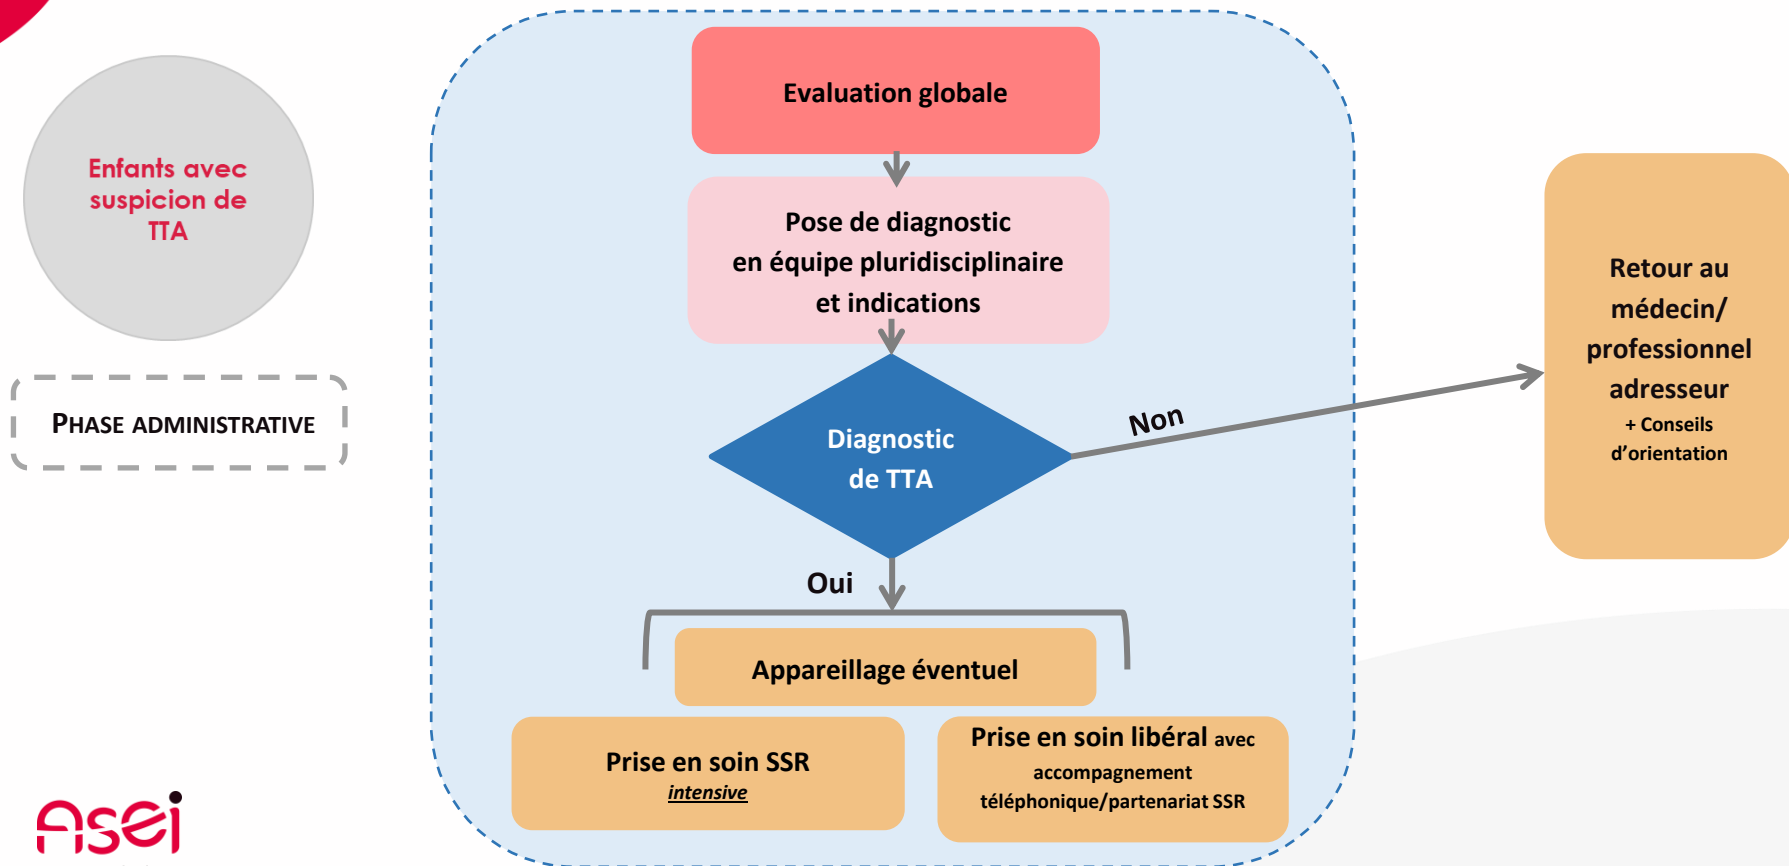 Enfants avec
suspicion de
TTA
PHASE ADMINISTRATIVE
Evaluation globale
Pose de diagnostic
en équipe pluridisciplinaire
et indications
Diagnostic
de TTA
Non
Oui
Retour au
médecin/
professionnel
adresseur
+ Conseils
d’orientation
Appareillage éventuel
Prise en soin SSR
intensive
Prise en soin libéral avec
accompagnement
téléphonique/partenariat SSR
Asei